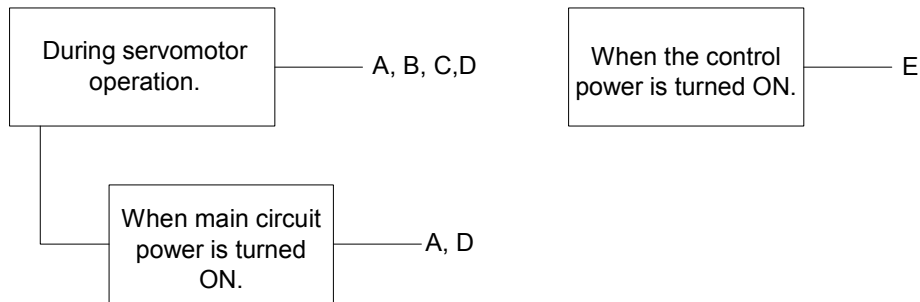 During servomotor
operation.
A, B, C,D
When the control
power is turned ON.
E
When main circuit
power is turned
ON.
A, D